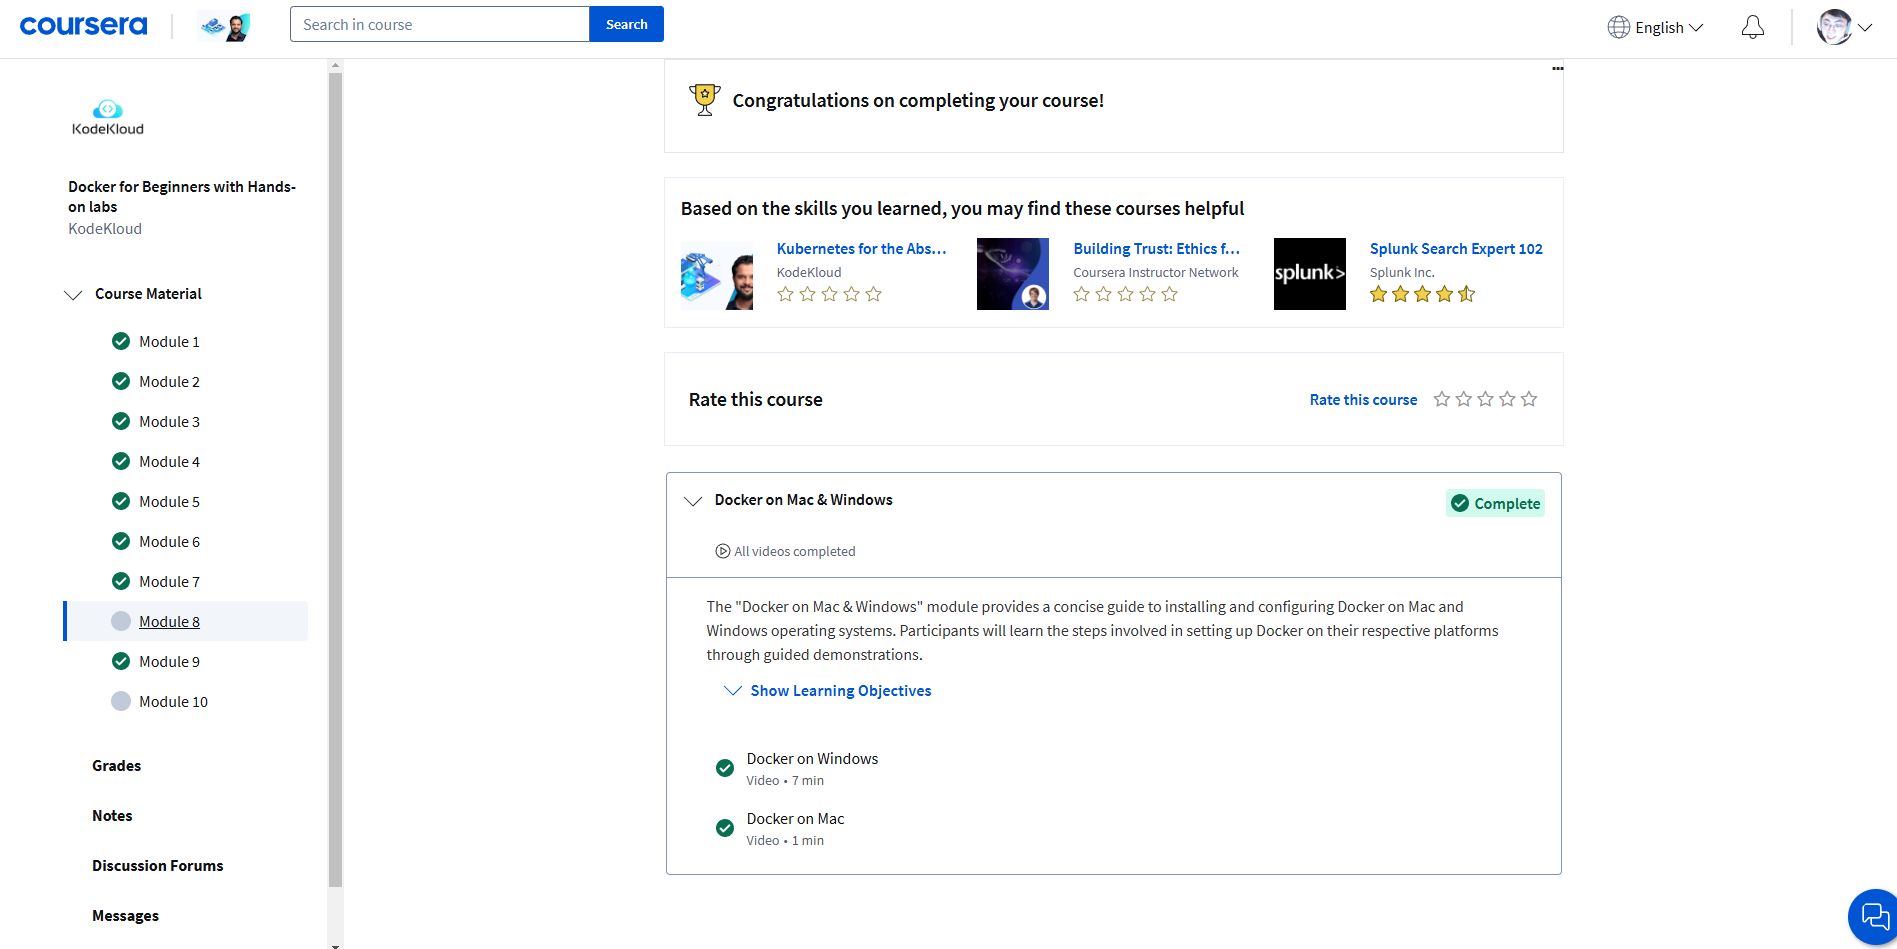 coursera
Search in course
Search
English
KodeKloud
Docker for Beginners with Hands-
on labs
KodeKloud
Course Material
Module 1
Module 2
Module 3
Module 4
Module 5
Module 6
Module 7
Module 8
Module 9
Module 10
Grades
Notes
Discussion Forums
Messages
Congratulations on completing your course!
Based on the skills you learned, you may find these courses helpful
Kubernetes for the Abs...
KodeKloud
Building Trust: Ethics f...
Coursera Instructor Network
splunk>
Splunk Search Expert 102
Splunk Inc.
Rate this course
Rate this course
Docker on Mac & Windows
Complete
All videos completed
The "Docker on Mac & Windows" module provides a concise guide to installing and configuring Docker on Mac and
Windows operating systems. Participants will learn the steps involved in setting up Docker on their respective platforms
through guided demonstrations.
Show Learning Objectives
Docker on Windows
Video • 7 min
Docker on Mac
Video • 1 min